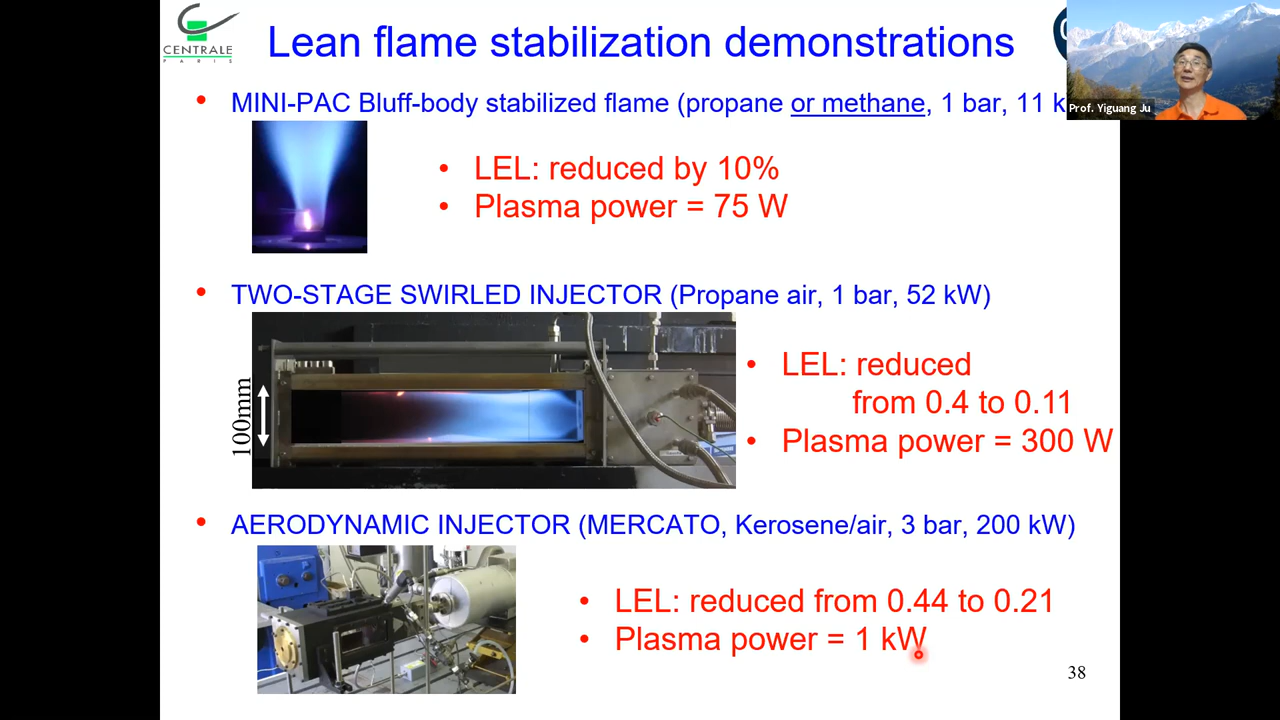 CENTRALE
PARIS
Lean flame stabilization demonstrations
Prof. Yiguang Ju
• MINI-PAC Bluff-body stabilized flame (propane or methane, 1 bar, 11 k
• LEL: reduced by 10%
• Plasma power = 75 W
• TWO-STAGE SWIRLED INJECTOR (Propane air, 1 bar, 52 kW)
100mm
• LEL: reduced
from 0.4 to 0.11
• Plasma power = 300 W
• AERODYNAMIC INJECTOR (MERCATO, Kerosene/air, 3 bar, 200 kW)
• LEL: reduced from 0.44 to 0.21
• Plasma power = 1 kW
38